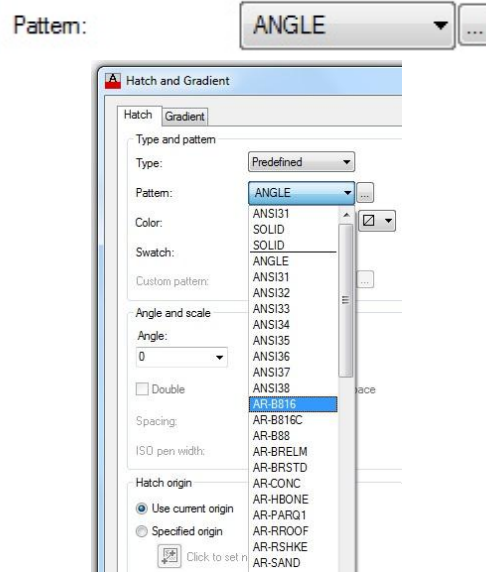 Pattern: ANGLE ...
Hatch and Gradient
Hatch Gradient
Type and pattern
Type: Predefined
Pattern: ANGLE ...
ANSI31
Color:
SOLID
Swatch: SOLID
ANGLE
Custom pattern: ANSI31 ...
ANSI32
ANSI33
Angle and scale ANSI34
Angle: ANSI35
0 ANSI36
ANSI37
Double ANSI38 pace
AR-B816
Spacing: AR-B816C
AR-B88
ISO pen width: AR-BRELM
AR-BRSTD
Hatch origin AR-CONC
AR-HBONE
Use current origin AR-PARQ1
Specified origin AR-RROOF
AR-RSHKE
Click to set n AR-SAND